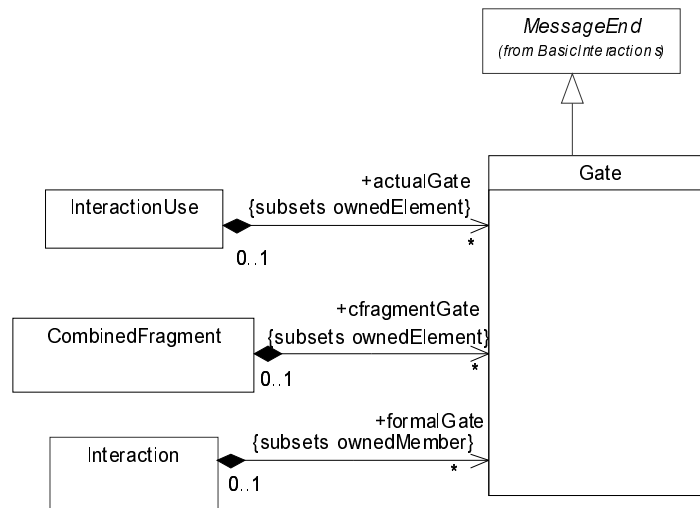 MessageEnd
(from BasicInteractions)
Gate
+actualGate
InteractionUse
{subsets ownedElement}
*
0..1
+cfragmentGate
CombinedFragment
{subsets ownedElement}
*
0..1
+formalGate
Interaction
{subsets ownedMember}
*
0..1